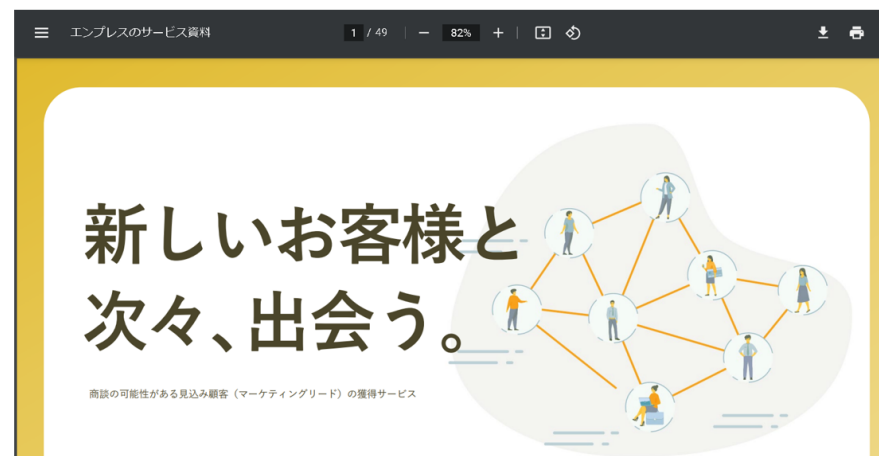 エンプレスのサービス資料 1 / 49 82%
新しいお客様と
次々、出会う。
商談の可能性がある見込み顧客（マーケティングリード）の獲得サービス